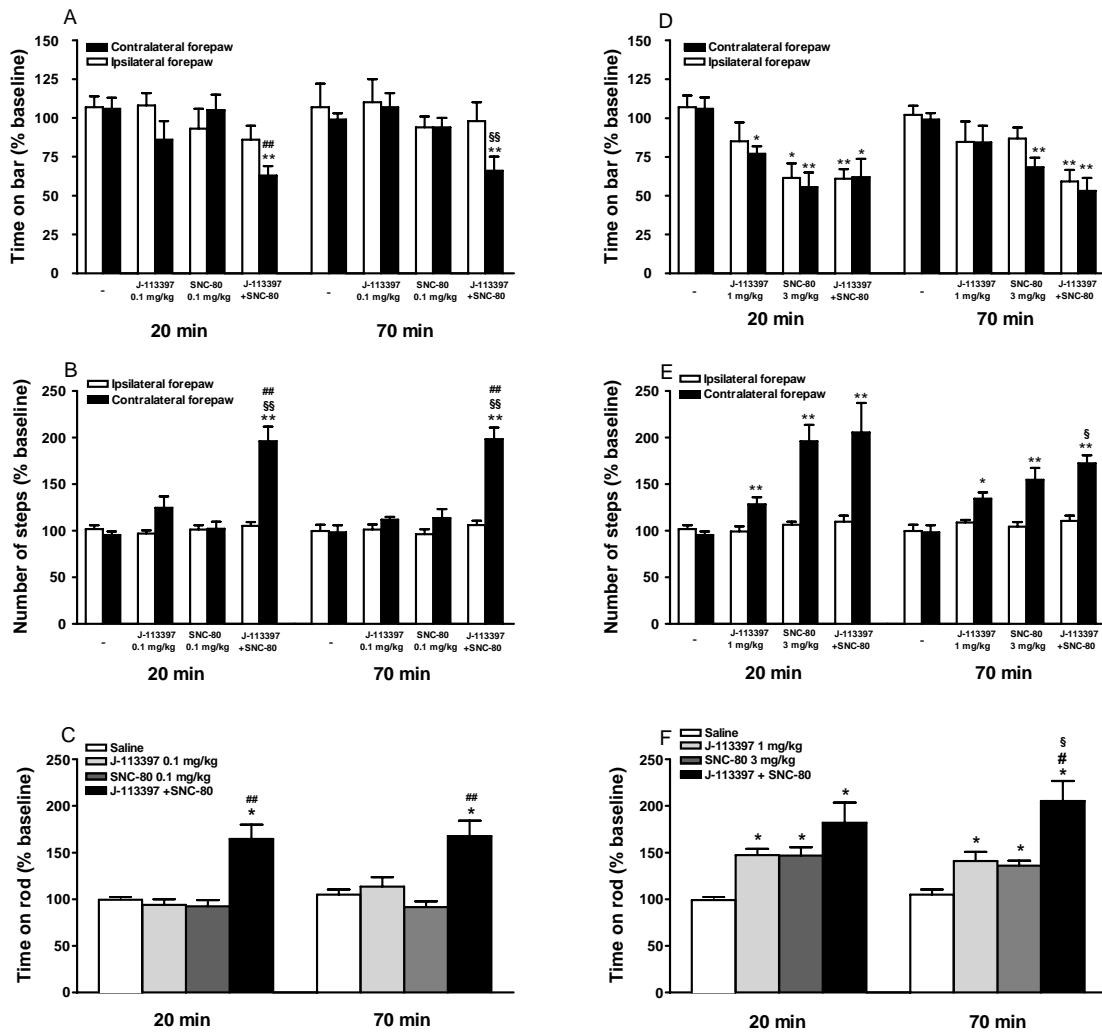 A
Time on bar (% baseline)
150
125
100
75
50
25
0
Contralateral forepaw
Ipsilateral forepaw
##
**
§§
**
-
J-113397
0.1 mg/kg
SNC-80
0.1 mg/kg
J-113397
+SNC-80
-
J-113397
0.1 mg/kg
SNC-80
0.1 mg/kg
J-113397
+SNC-80
20 min
70 min
D
Time on bar (% baseline)
150
125
100
75
50
25
0
Contralateral forepaw
Ipsilateral forepaw
*
*
**
**
*
**
**
**
-
J-113397
1 mg/kg
SNC-80
3 mg/kg
J-113397
+SNC-80
-
J-113397
1 mg/kg
SNC-80
3 mg/kg
J-113397
+SNC-80
20 min
70 min
B
Number of steps (% baseline)
250
200
150
100
50
0
Ipsilateral forepaw
Contralateral forepaw
##
§§
**
##
§§
**
-
J-113397
0.1 mg/kg
SNC-80
0.1 mg/kg
J-113397
+SNC-80
-
J-113397
0.1 mg/kg
SNC-80
0.1 mg/kg
J-113397
+SNC-80
20 min
70 min
E
Number of steps (% baseline)
250
200
150
100
50
0
Ipsilateral forepaw
Contralateral forepaw
**
**
**
*
**
§
**
-
J-113397
1 mg/kg
SNC-80
3 mg/kg
J-113397
+SNC-80
-
J-113397
1 mg/kg
SNC-80
3 mg/kg
J-113397
+SNC-80
20 min
70 min
C
Time on rod (% baseline)
250
200
150
100
50
0
Saline
J-113397 0.1 mg/kg
SNC-80 0.1 mg/kg
J-113397 +SNC-80
##
*
##
*
20 min
70 min
F
Time on rod (% baseline)
250
200
150
100
50
0
Saline
J-113397 1 mg/kg
SNC-80 3 mg/kg
J-113397 + SNC-80
*
*
*
*
*
§
#
*
20 min
70 min